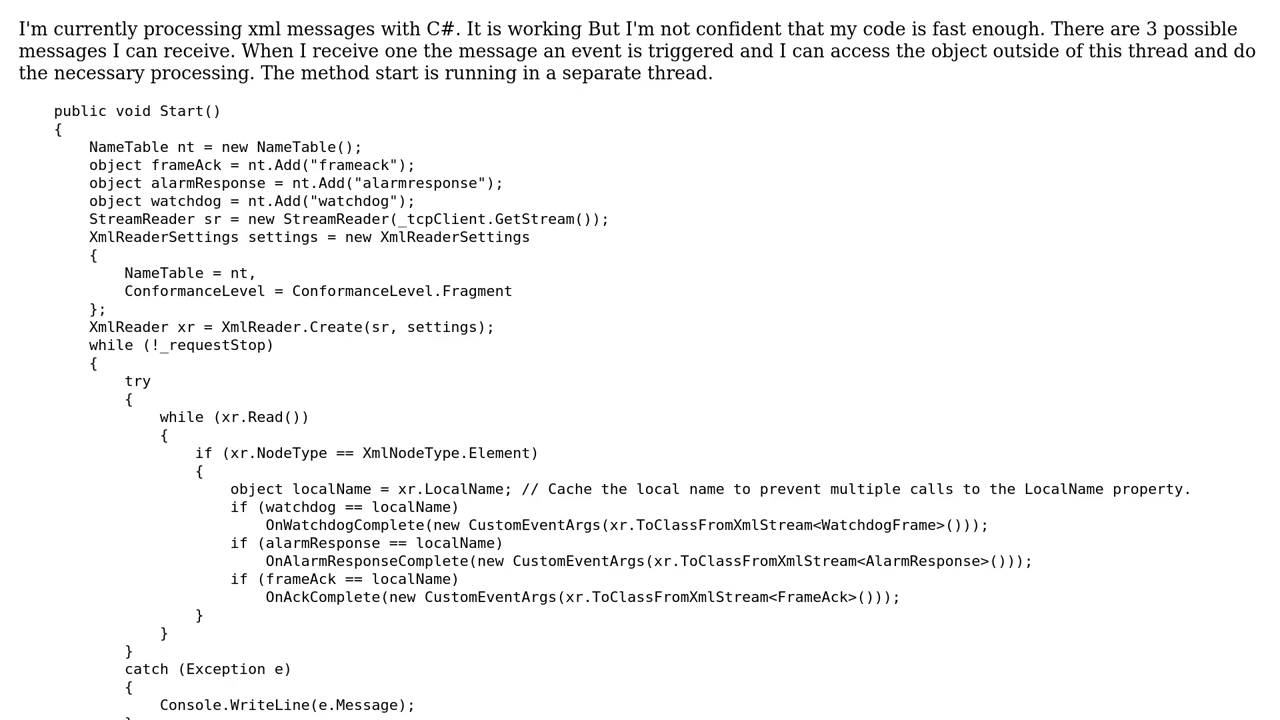 I'm currently processing xml messages with C#. It is working But I'm not confident that my code is fast enough. There are 3 possible
messages I can receive. When I receive one the message an event is triggered and I can access the object outside of this thread and do
the necessary processing. The method start is running in a separate thread.
public void Start()
{
NameTable nt = new NameTable();
object frameAck = nt.Add("frameack");
object alarmResponse = nt.Add("alarmresponse");
object watchdog = nt.Add("watchdog");
StreamReader sr = new StreamReader(_tcpClient.GetStream());
XmlReaderSettings settings = new XmlReaderSettings
{
NameTable = nt,
ConformanceLevel = ConformanceLevel.Fragment
};
XmlReader xr = XmlReader.Create(sr, settings);
while (!_requestStop)
{
try
{
while (xr.Read())
{
if (xr.NodeType == XmlNodeType.Element)
{
object localName = xr.LocalName; // Cache the local name to prevent multiple calls to the LocalName property.
if (watchdog == localName)
OnWatchdogComplete(new CustomEventArgs(xr.ToClassFromXmlStream<WatchdogFrame>()));
if (alarmResponse == localName)
OnAlarmResponseComplete(new CustomEventArgs(xr.ToClassFromXmlStream<AlarmResponse>()));
if (frameAck == localName)
OnAckComplete(new CustomEventArgs(xr.ToClassFromXmlStream<FrameAck>()));
}
}
}
catch (Exception e)
{
Console.WriteLine(e.Message);
}